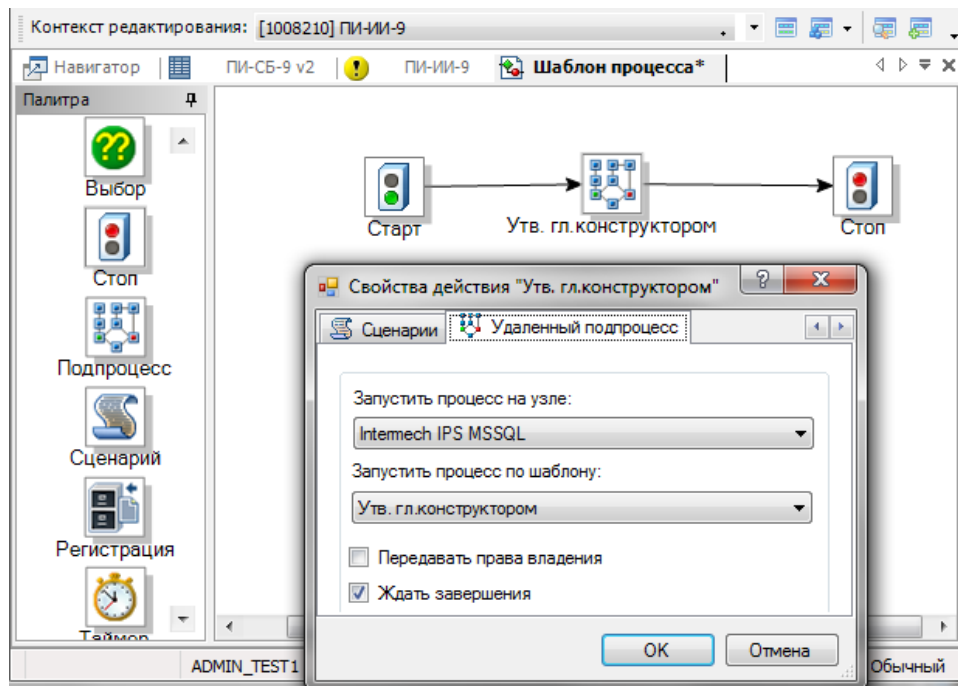 Контекст редактирования: [1008210] ПИ-ИИ-9
Навигатор ПИ-СБ-9 v2 ПИ-ИИ-9 Шаблон процесса*
Палитра
Выбор
Стоп
Подпроцесс
Сценарий
Регистрация
Таймер
Старт
Утв. гл.конструктором
Стоп
Свойства действия "Утв. гл.конструктором"
Сценарии Удаленный подпроцесс
Запустить процесс на узле:
Intermech IPS MSSQL
Запустить процесс по шаблону:
Утв. гл.конструктором
Передавать права владения
Ждать завершения
OK Отмена
ADMIN_TEST1 Обычный